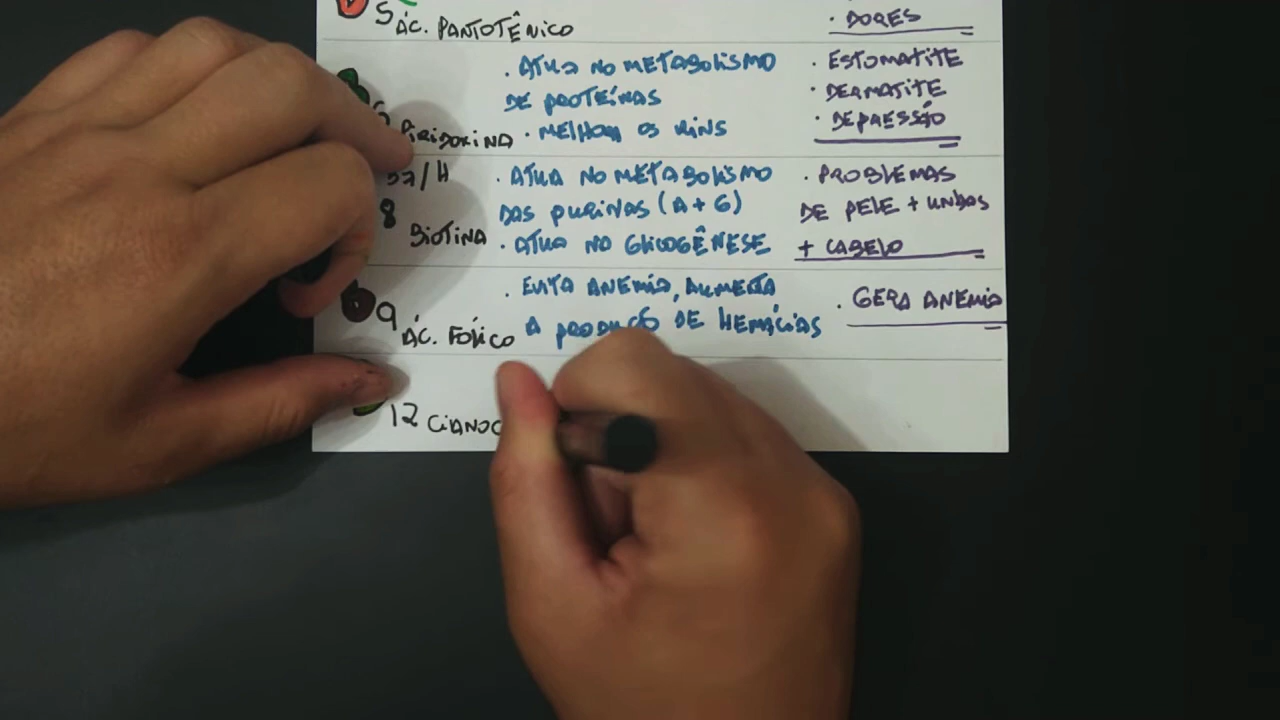 5 ÁC. PANTOTÊNICO
• DORES
6 PIRIDOXINA
• ATUA NO METABOLISMO
DE PROTEÍNAS
• MELHORA OS RINS
• ESTOMATITE
• DERMATITE
• DEPRESSÃO
/H
8 BIOTINA
• ATUA NO METABOLISMO
DAS PURINAS (A + G)
• ATUA NA GLICOGÊNESE
• PROBLEMAS
DE PELE + UNHAS
+ CABELO
9 ÁC. FÓLICO
• EVITA ANEMIA, AUMENTA
A PRODUÇÃO DE HEMÁCIAS
• GERA ANEMIA
12 CIANOC